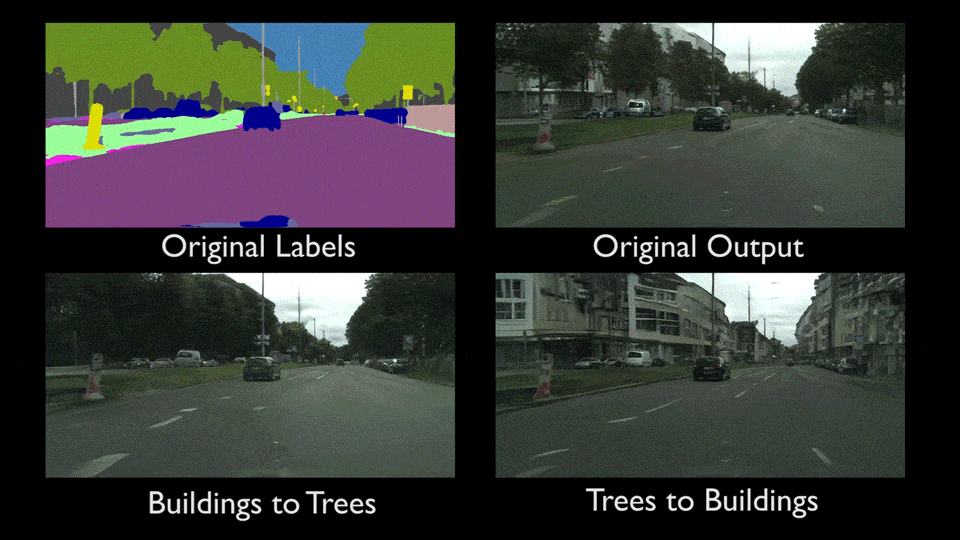 Original Labels
Original Output
Buildings to Trees
Trees to Buildings